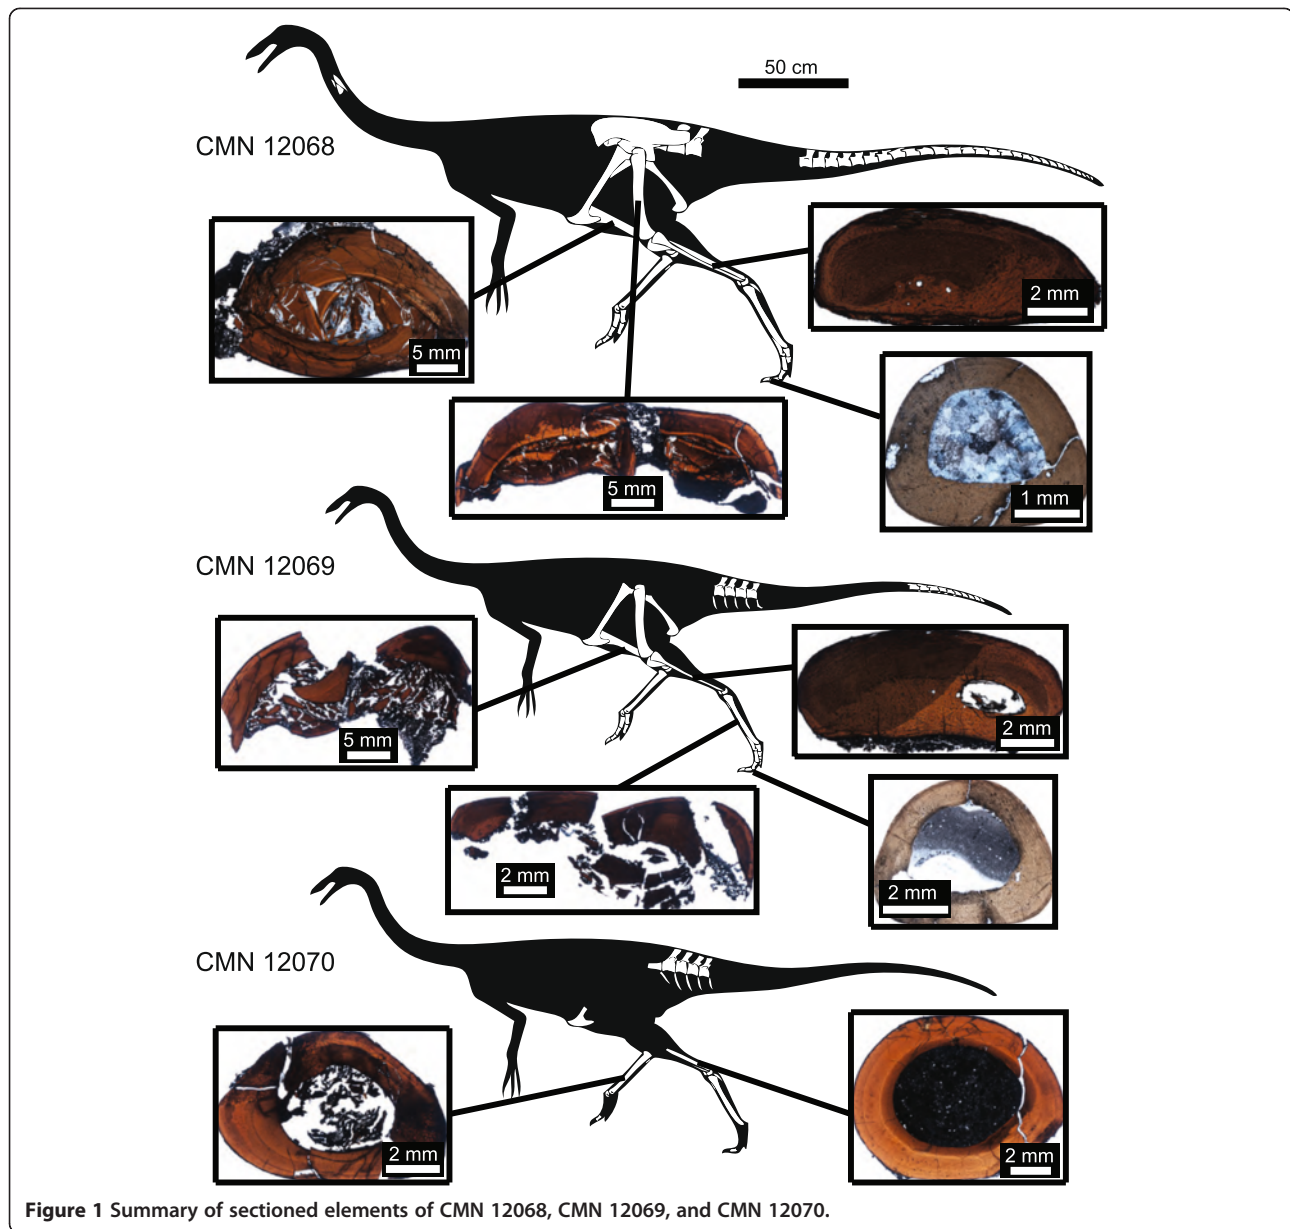 50 cm
CMN 12068
2 mm
5 mm
5 mm
1 mm
CMN 12069
5 mm
2 mm
2 mm
2 mm
CMN 12070
2 mm
2 mm
Figure 1 Summary of sectioned elements of CMN 12068, CMN 12069, and CMN 12070.